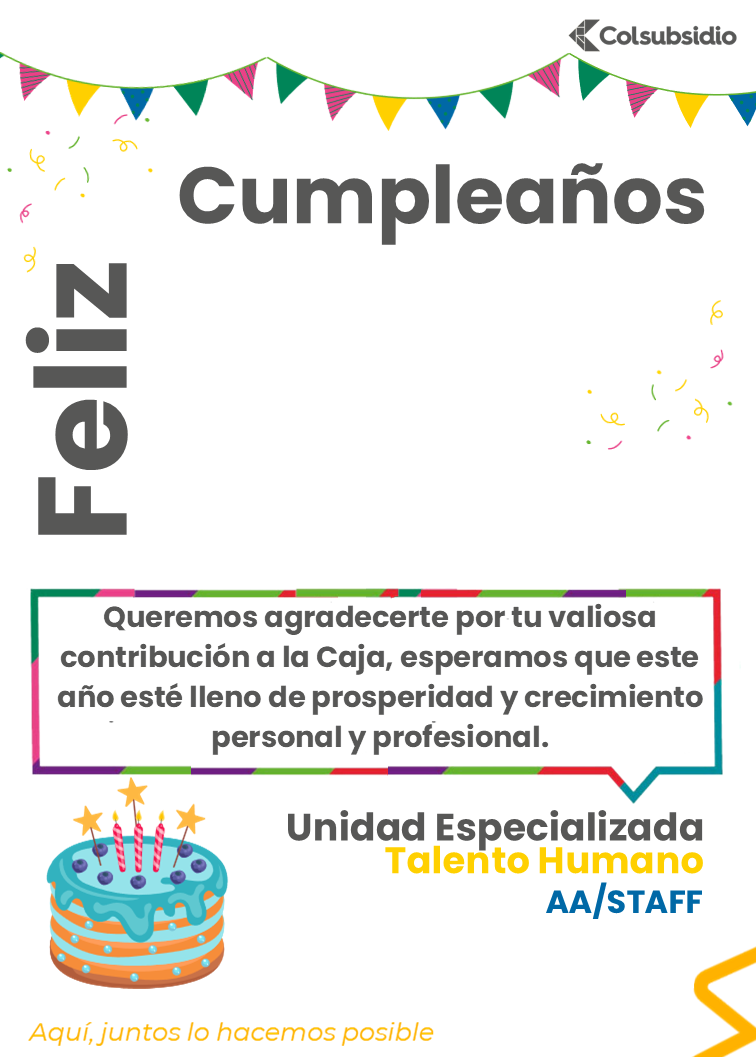 Colsubsidio
Feliz
Cumpleaños
Queremos agradecerte por tu valiosa
contribución a la Caja, esperamos que este
año esté lleno de prosperidad y crecimiento
personal y profesional.
Unidad Especializada
Talento Humano
AA/STAFF
Aquí, juntos lo hacemos posible